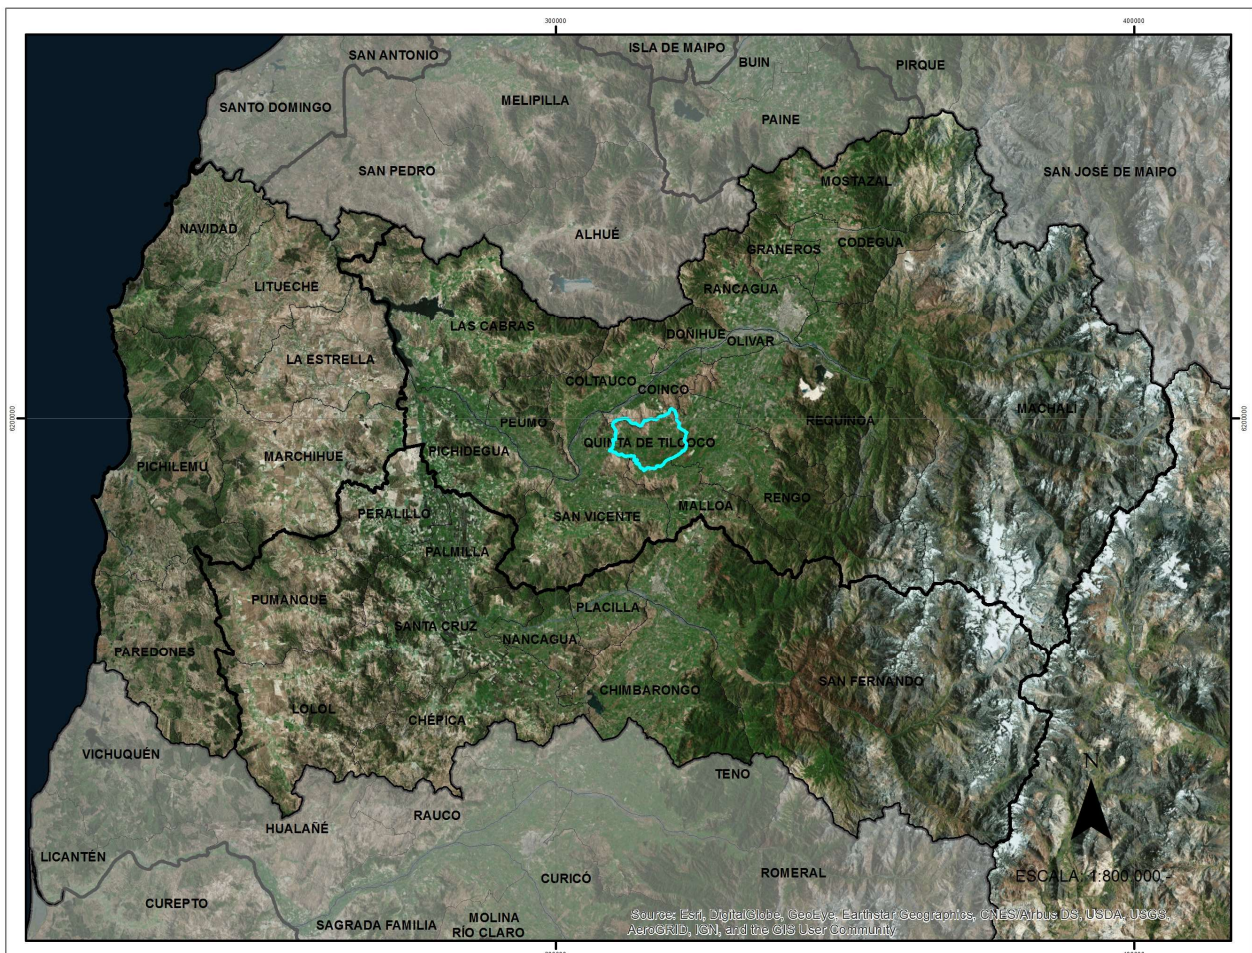 300000
400000
SAN ANTONIO
ISLA DE MAIPO
BUIN
PIRQUE
SANTO DOMINGO
MELIPILLA
PAINE
SAN PEDRO
SAN JOSÉ DE MAIPO
MOSTAZAL
NAVIDAD
ALHUÉ
GRANEROS
CODEGUA
LITUECHE
RANCAGUA
LAS CABRAS
DOÑIHUE
OLIVAR
LA ESTRELLA
COLTAUCO
COINCO
6200000
6200000
MACHALÍ
PEUMO
REQUÍNOA
QUINTA DE TILCOCO
PICHILEMU
MARCHIHUE
PICHIDEGUA
RENGO
MALLOA
PERALILLO
SAN VICENTE
PALMILLA
PUMANQUE
PLACILLA
SANTA CRUZ
NANCAGUA
PAREDONES
SAN FERNANDO
CHIMBARONGO
LOLOL
CHÉPICA
VICHUQUÉN
N
TENO
RAUCO
HUALAÑÉ
LICANTÉN
ROMERAL
CURICÓ
ESCALA: 1:800.000.-
CUREPTO
SAGRADA FAMILIA
MOLINA
RÍO CLARO
Source: Esri, DigitalGlobe, GeoEye, Earthstar Geographics, CNES/Airbus DS, USDA, USGS,
AeroGRID, IGN, and the GIS User Community